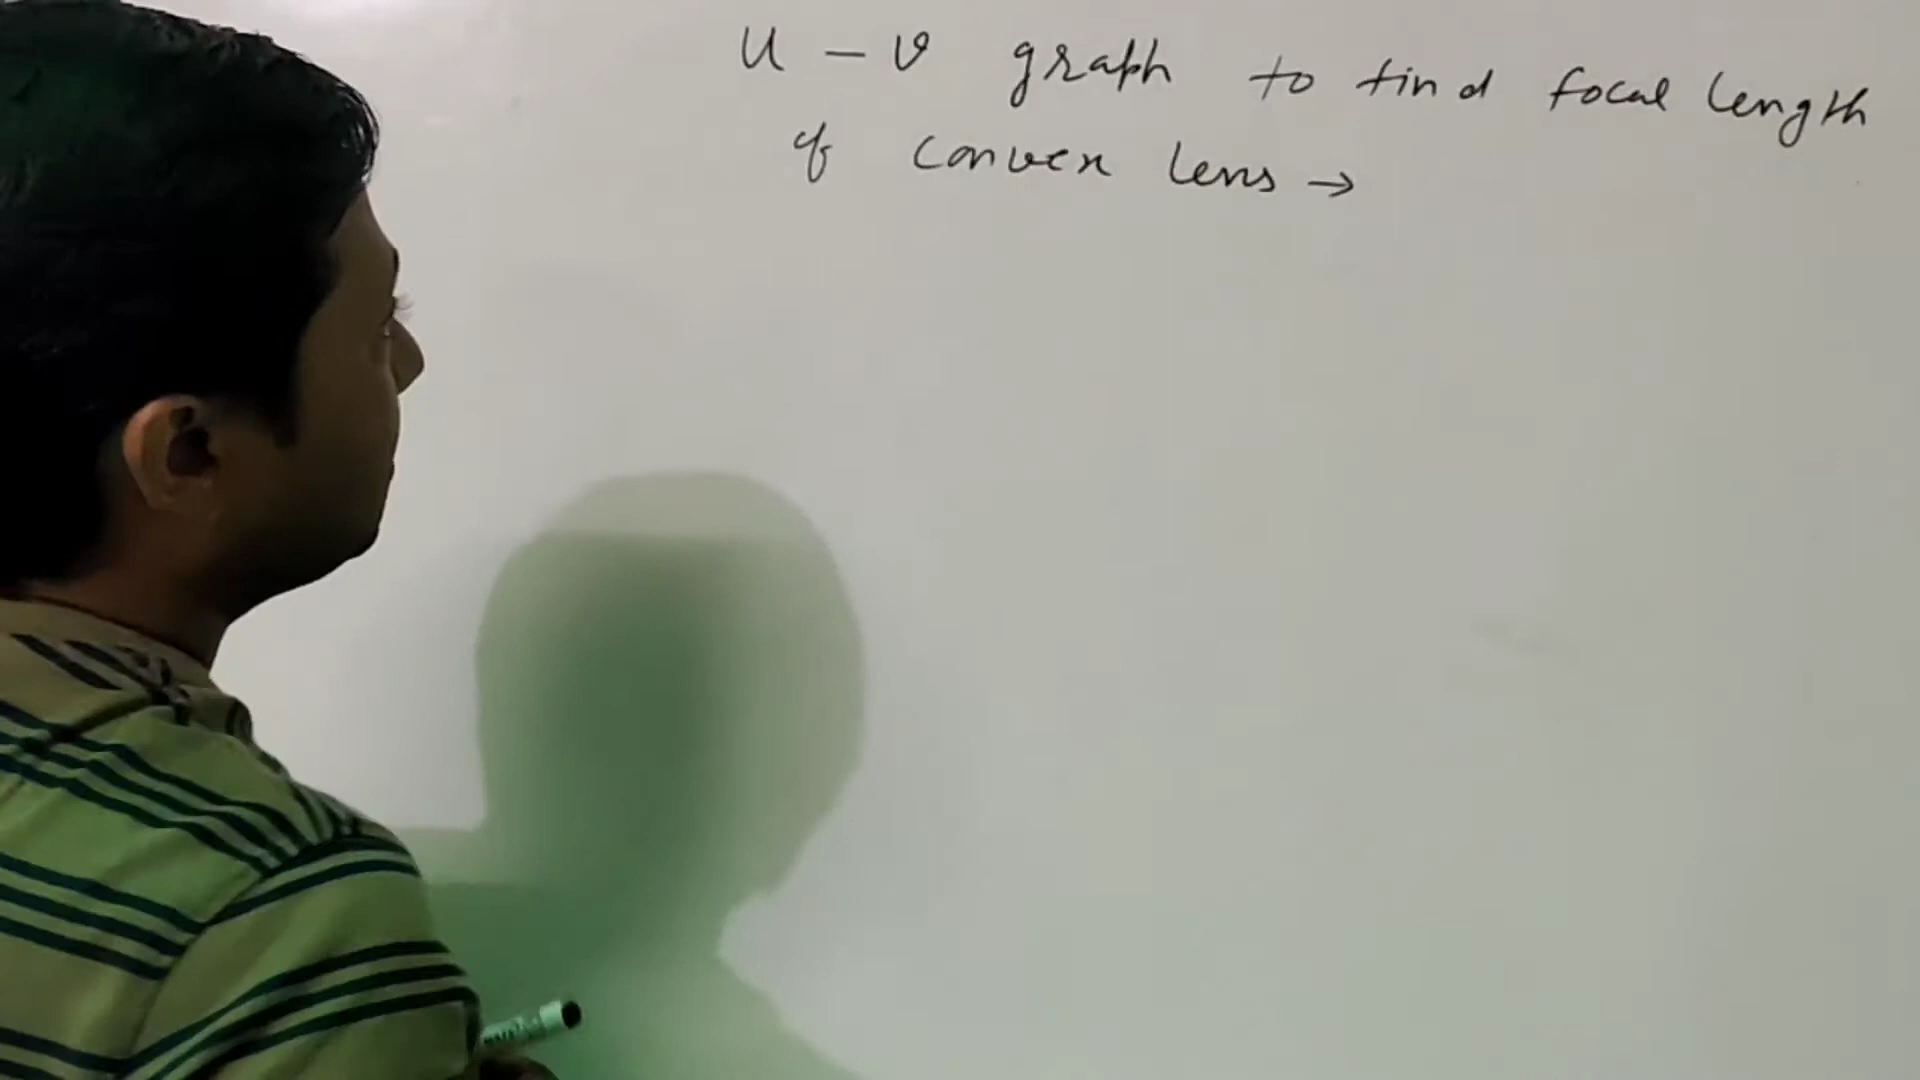 u - v graph to find focal length
of convex lens →